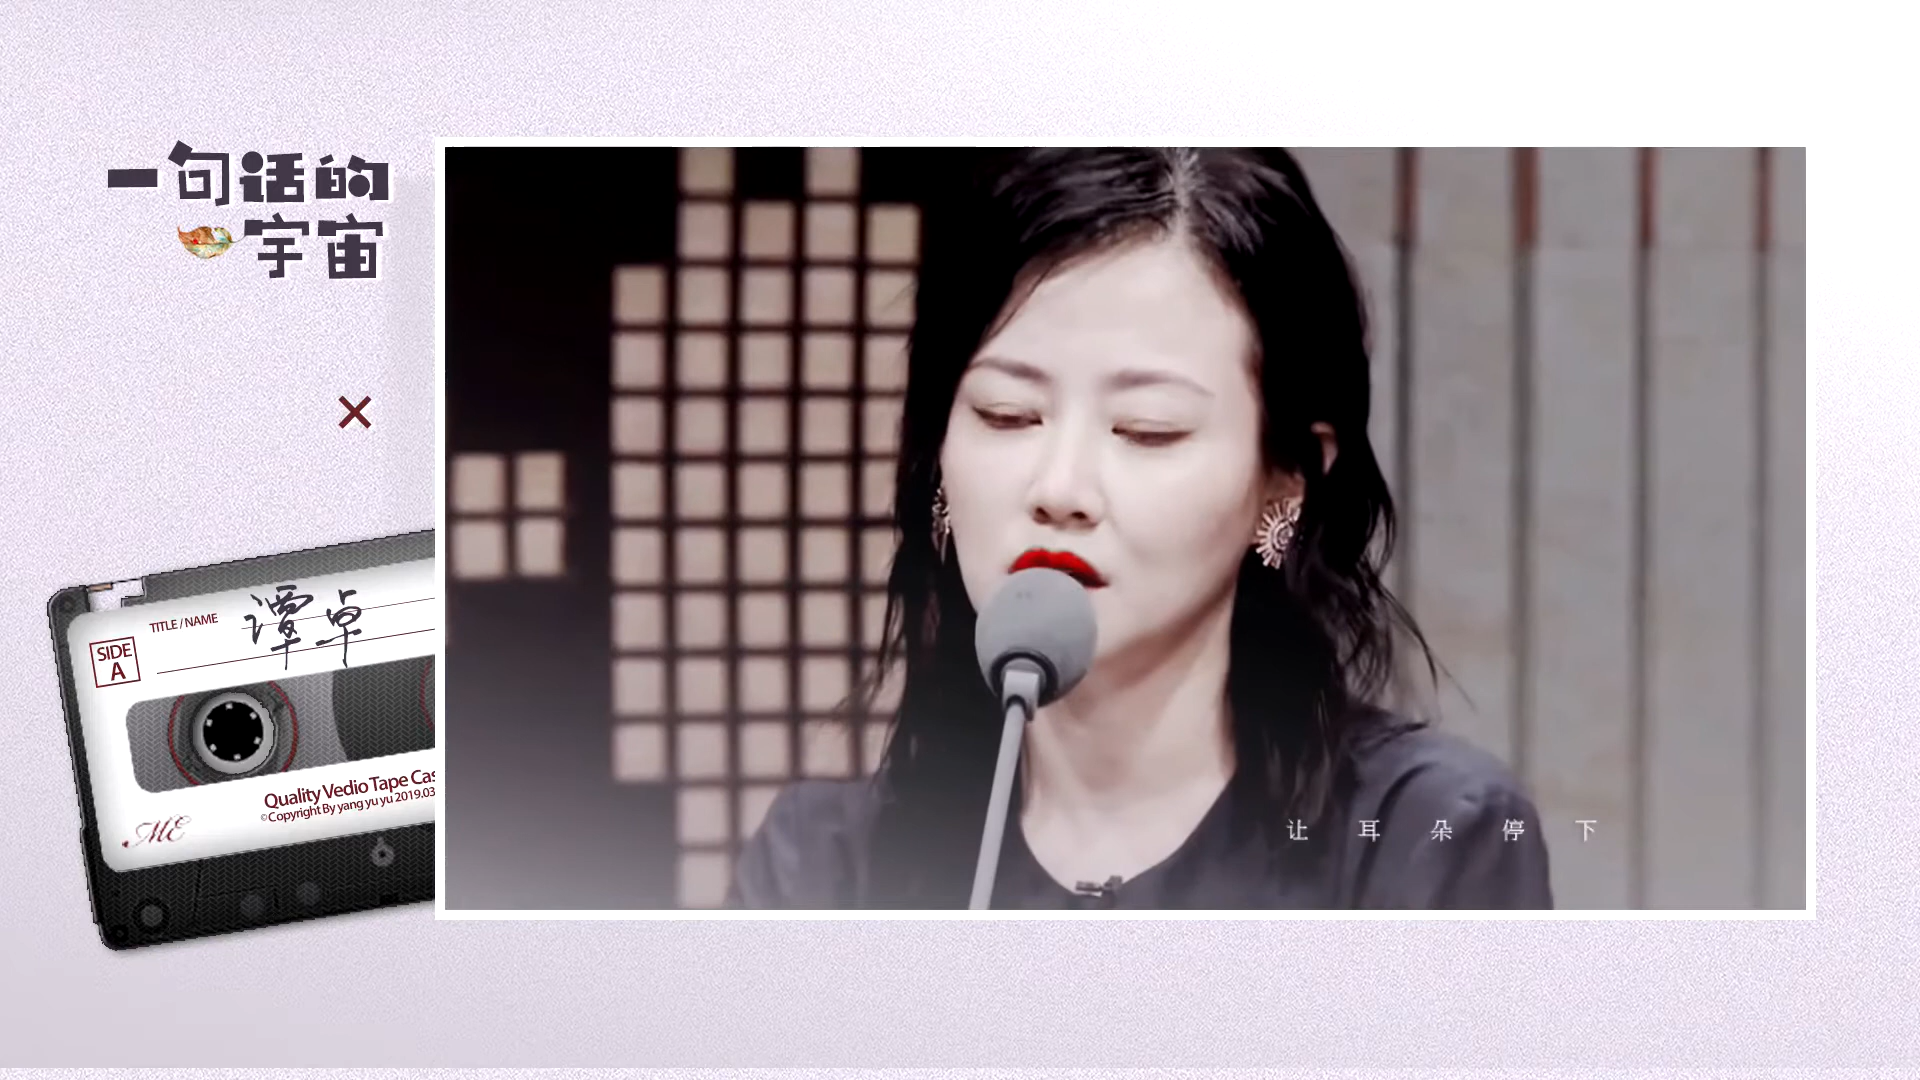 一句话的
宇宙
TITLE / NAME
谭卓
SIDE
A
Quality Vedio Tape Cas
©Copyright By yang yu yu 2019.03
ME
让耳朵停下